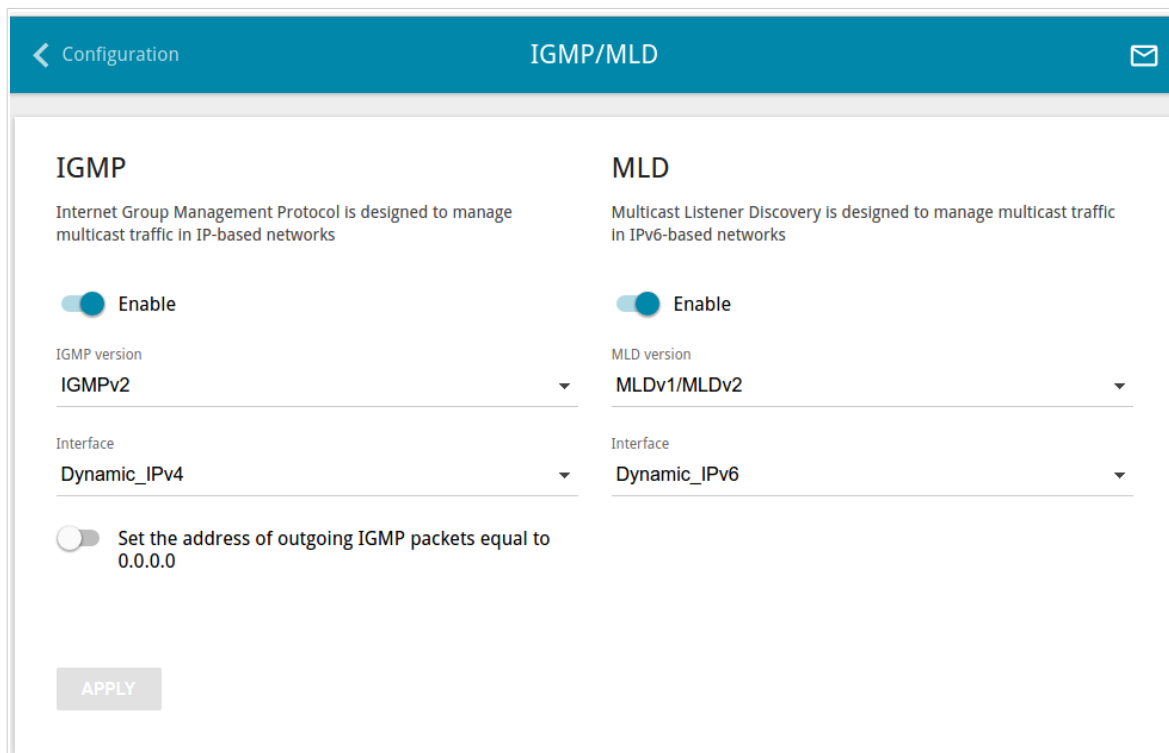 Configuration
IGMP/MLD
IGMP
Internet Group Management Protocol is designed to manage
multicast traffic in IP-based networks
Enable
IGMP version
IGMPv2
Interface
Dynamic_IPv4
Set the address of outgoing IGMP packets equal to
0.0.0.0
APPLY
MLD
Multicast Listener Discovery is designed to manage multicast traffic
in IPv6-based networks
Enable
MLD version
MLDv1/MLDv2
Interface
Dynamic_IPv6